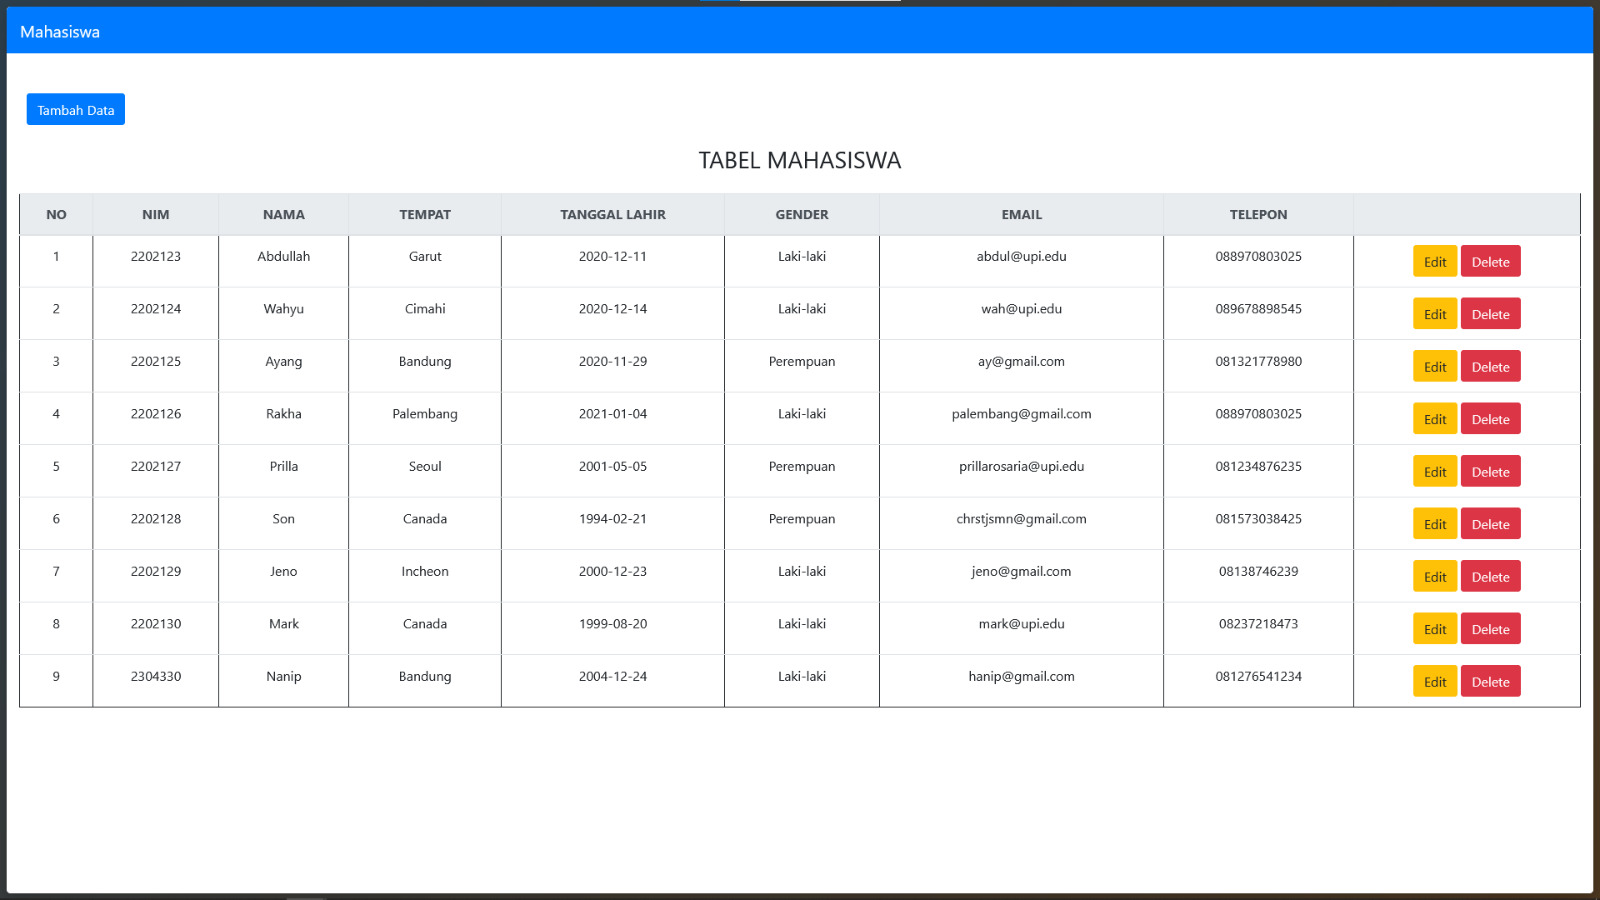 Mahasiswa
Tambah Data
TABEL MAHASISWA
NO NIM NAMA TEMPAT TANGGAL LAHIR GENDER EMAIL TELEPON
1 2202123 Abdullah Garut 2020-12-11 Laki-laki abdul@upi.edu 088970803025 Edit Delete
2 2202124 Wahyu Cimahi 2020-12-14 Laki-laki wah@upi.edu 089678898545 Edit Delete
3 2202125 Ayang Bandung 2020-11-29 Perempuan ay@gmail.com 081321778980 Edit Delete
4 2202126 Rakha Palembang 2021-01-04 Laki-laki palembang@gmail.com 088970803025 Edit Delete
5 2202127 Prilla Seoul 2001-05-05 Perempuan prillarosaria@upi.edu 081234876235 Edit Delete
6 2202128 Son Canada 1994-02-21 Perempuan chrstjsmn@gmail.com 081573038425 Edit Delete
7 2202129 Jeno Incheon 2000-12-23 Laki-laki jeno@gmail.com 08138746239 Edit Delete
8 2202130 Mark Canada 1999-08-20 Laki-laki mark@upi.edu 08237218473 Edit Delete
9 2304330 Nanip Bandung 2004-12-24 Laki-laki hanip@gmail.com 081276541234 Edit Delete